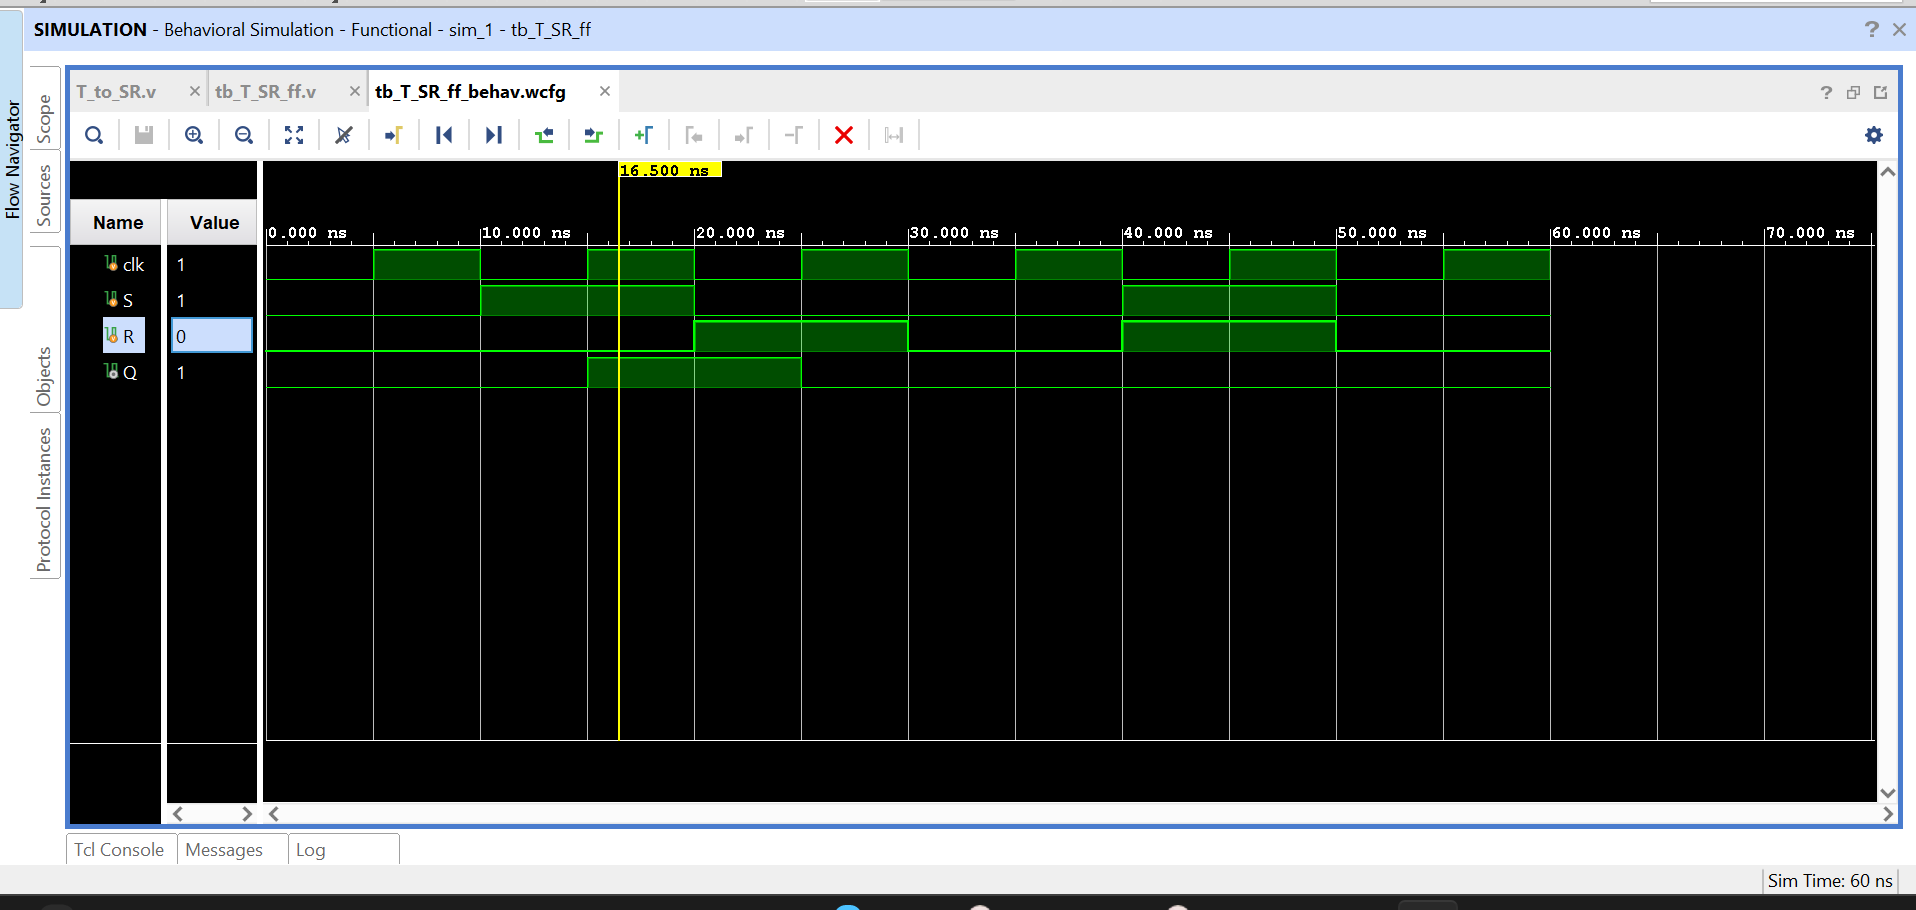 SIMULATION - Behavioral Simulation - Functional - sim_1 - tb_T_SR_ff
?
Flow Navigator
Scope
Sources
Objects
Protocol Instances
T_to_SR.v
tb_T_SR_ff.v
tb_T_SR_ff_behav.wcfg
?
16.500 ns
Name Value
0.000 ns 10.000 ns 20.000 ns 30.000 ns 40.000 ns 50.000 ns 60.000 ns 70.000 ns
clk 1
S 1
R 0
Q 1
Tcl Console Messages Log
Sim Time: 60 ns